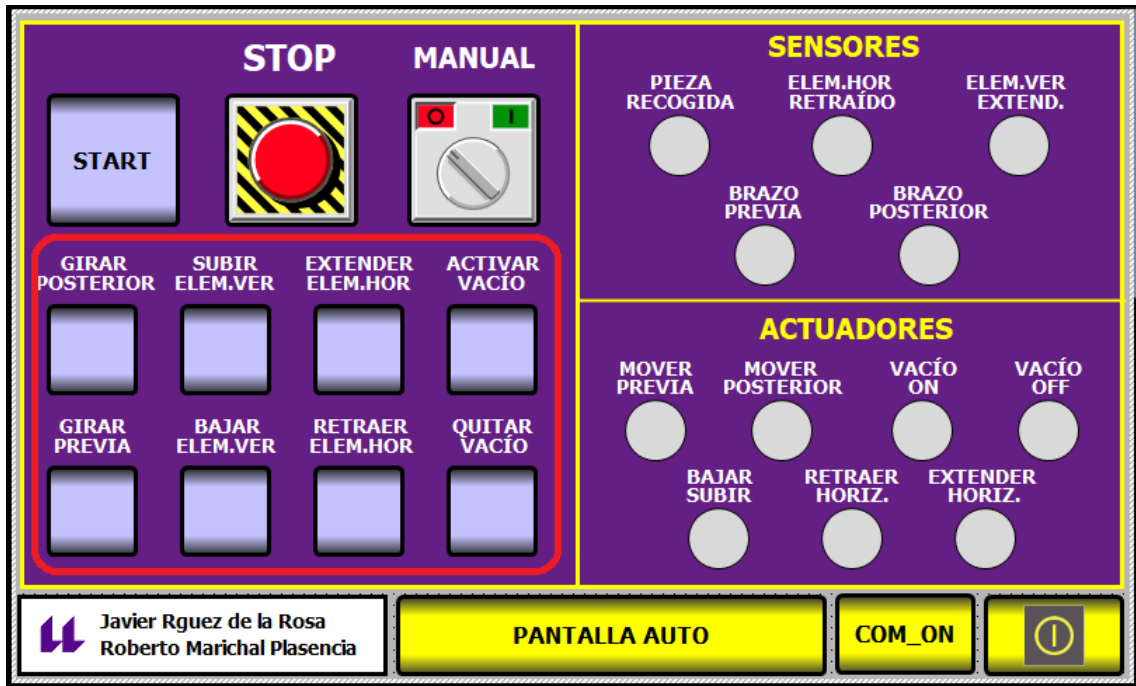 STOP
MANUAL
START
O
I
GIRAR
POSTERIOR
SUBIR
ELEM.VER
EXTENDER
ELEM.HOR
ACTIVAR
VACÍO
GIRAR
PREVIA
BAJAR
ELEM.VER
RETRAER
ELEM.HOR
QUITAR
VACÍO
SENSORES
PIEZA
RECOGIDA
ELEM.HOR
RETRAÍDO
ELEM.VER
EXTEND.
BRAZO
PREVIA
BRAZO
POSTERIOR
ACTUADORES
MOVER
PREVIA
MOVER
POSTERIOR
VACÍO
ON
VACÍO
OFF
BAJAR
SUBIR
RETRAER
HORIZ.
EXTENDER
HORIZ.
Javier Rguez de la Rosa
Roberto Marichal Plasencia
PANTALLA AUTO
COM_ON